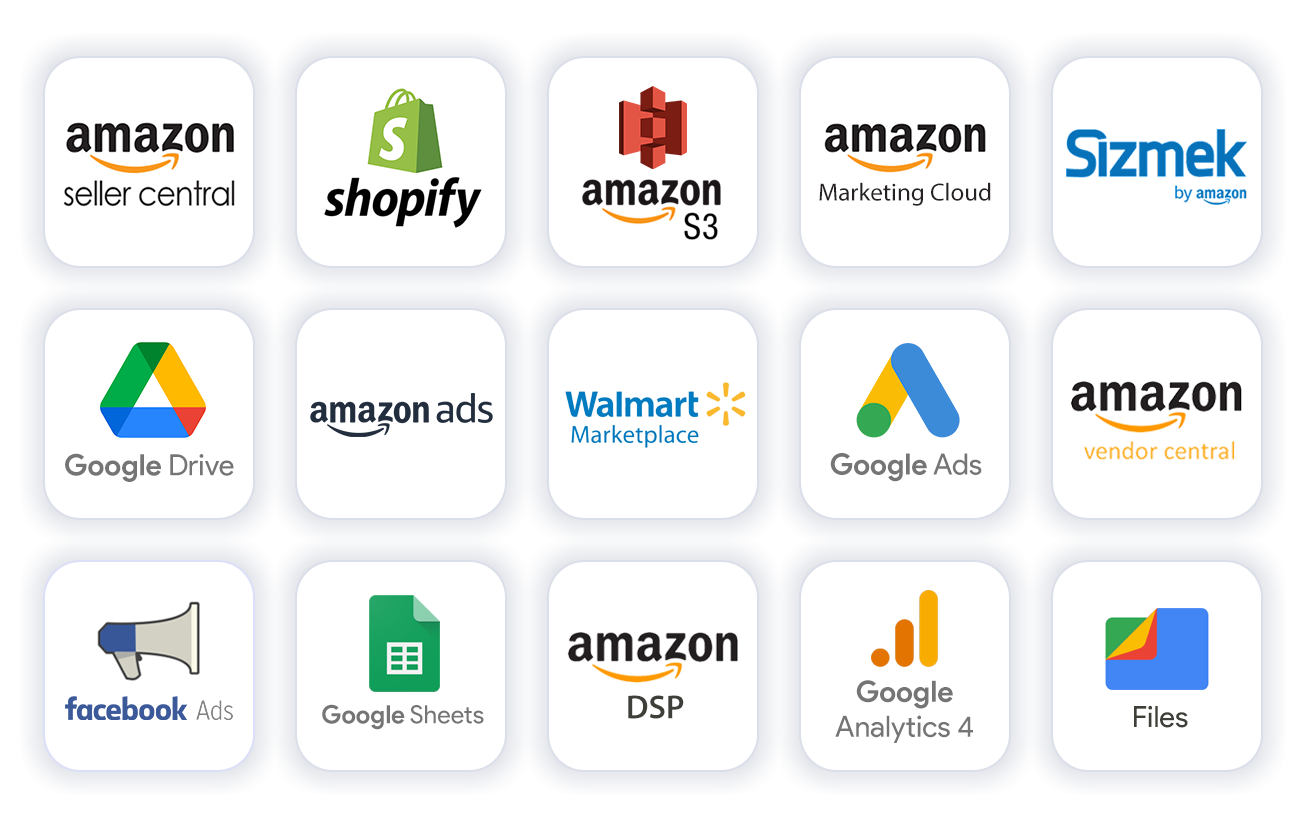 amazon
seller central
S
shopify
amazon
S3
amazon
Marketing Cloud
Sizmek
by amazon
Google Drive
amazon ads
Walmart
Marketplace
Google Ads
amazon
vendor central
facebook Ads
Google Sheets
amazon
DSP
Google
Analytics 4
Files